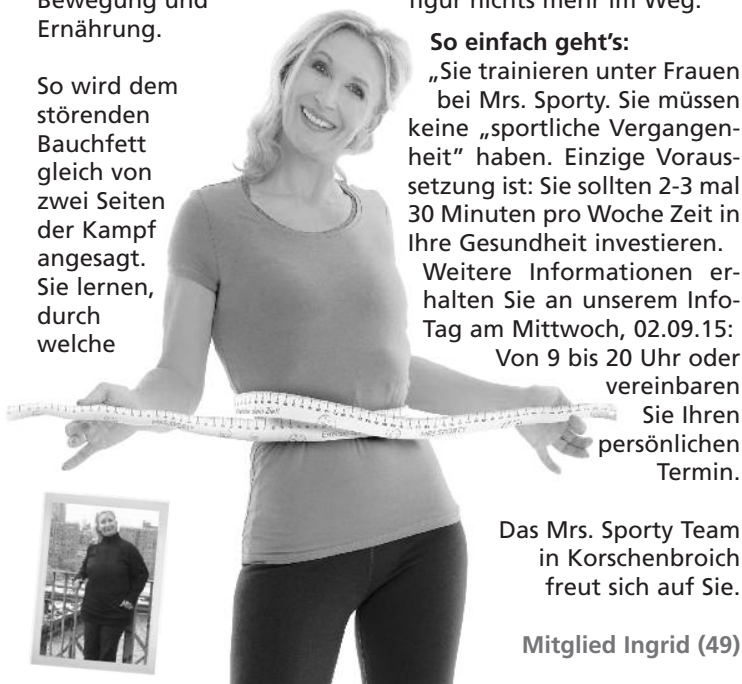 Bewegung und
Ernährung.
So wird dem
störenden
Bauchfett
gleich von
zwei Seiten
der Kampf
angesagt.
Sie lernen,
durch
welche
figur nichts mehr im Weg.
So einfach geht's:
„Sie trainieren unter Frauen
bei Mrs. Sporty. Sie müssen
keine „sportliche Vergangen-
heit" haben. Einzige Voraus-
setzung ist: Sie sollten 2-3 mal
30 Minuten pro Woche Zeit in
Ihre Gesundheit investieren.
Weitere Informationen er-
halten Sie an unserem Info-
Tag am Mittwoch, 02.09.15:
Von 9 bis 20 Uhr oder
vereinbaren
Sie Ihren
persönlichen
Termin.
Das Mrs. Sporty Team
in Korschenbroich
freut sich auf Sie.
Mitglied Ingrid (49)
MRS.SPORTY